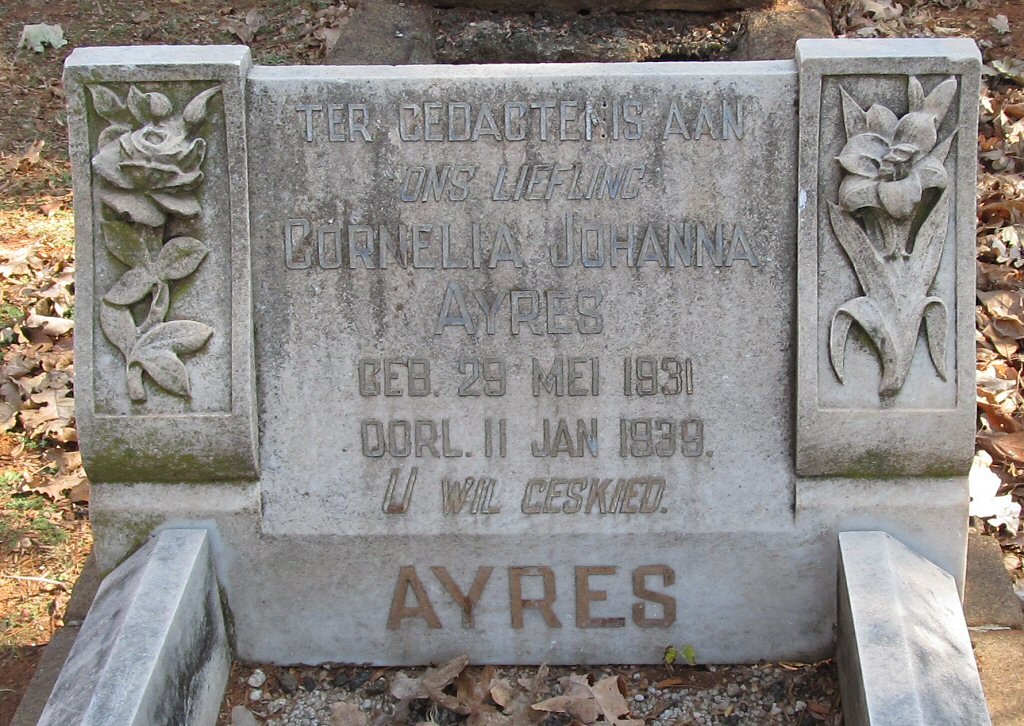 TER GEDAGTENIS AAN
ONS LIEFLING
CORNELIA JOHANNA
AYRES
GEB. 29 MEI 1931
OORL. 11 JAN 1939.
U WIL GESKIED.
AYRES